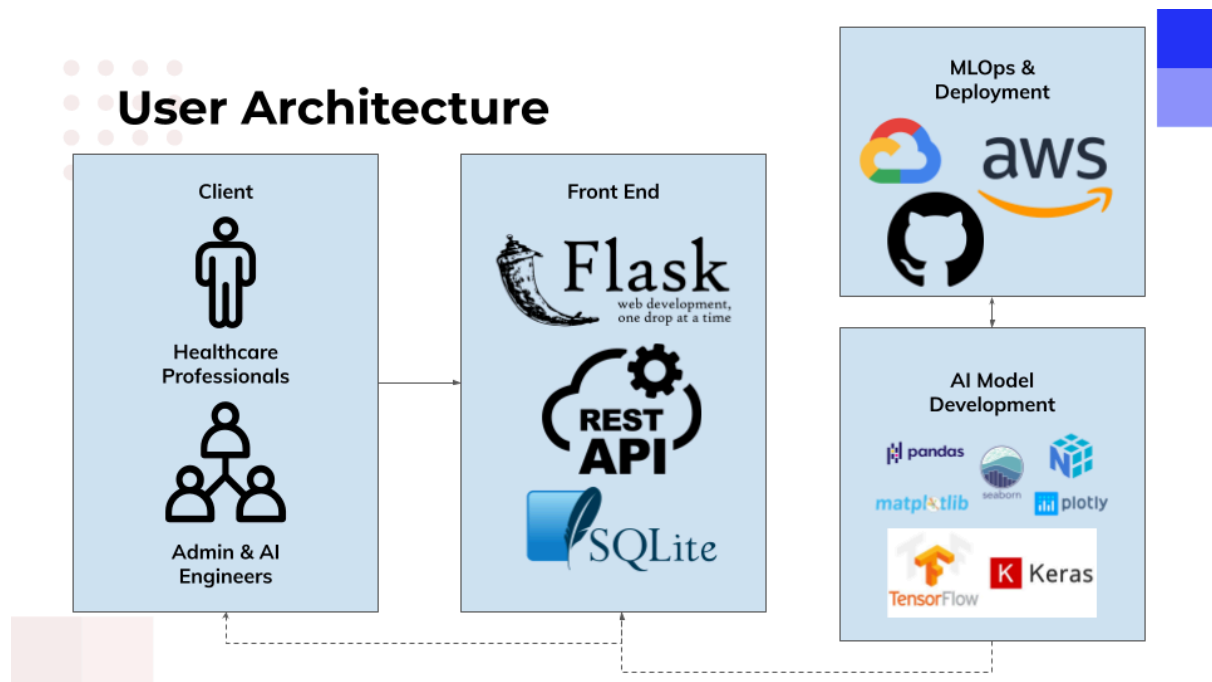 User Architecture
Client
Healthcare
Professionals
Admin & AI
Engineers
Front End
Flask
web development,
one drop at a time
REST
API
SQLite
MLOps &
Deployment
aws
AI Model
Development
pandas
seaborn
N
matplotlib
plotly
TensorFlow
K Keras